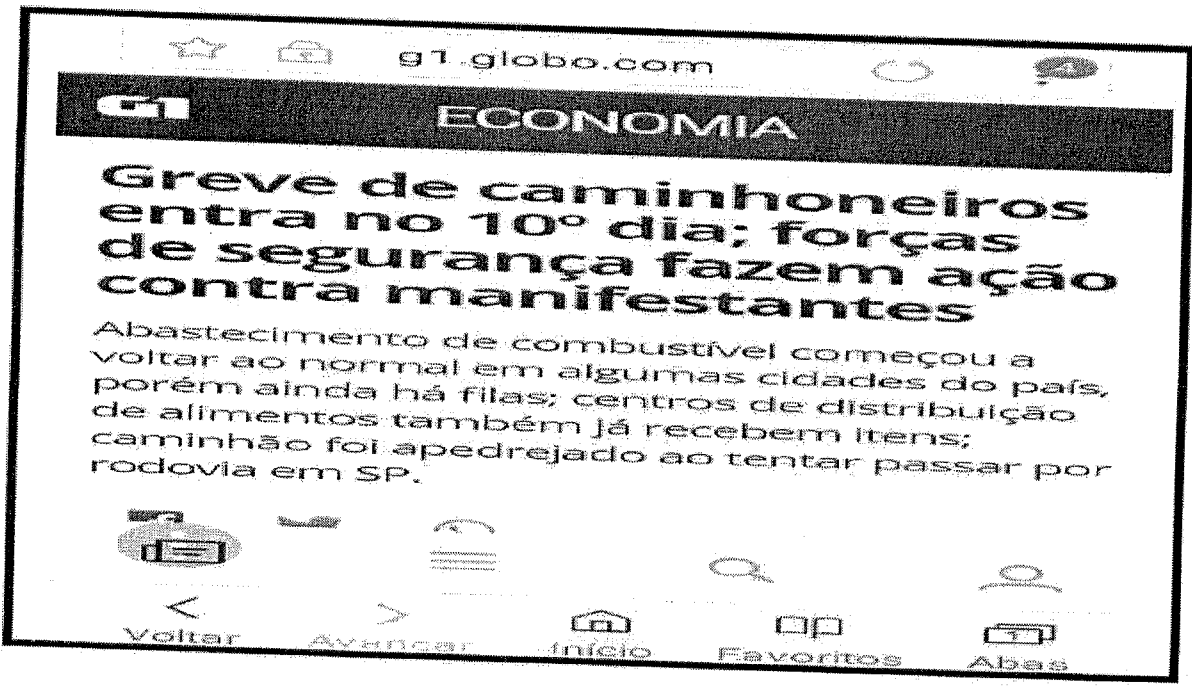 g1.globo.com
4
G1 ECONOMIA
Greve de caminhoneiros
entra no 10º dia; forças
de segurança fazem ação
contra manifestantes
Abastecimento de combustível começou a
voltar ao normal em algumas cidades do país,
porém ainda há filas; centros de distribuição
de alimentos também já recebem itens;
caminhão foi apedrejado ao tentar passar por
rodovia em SP.
Voltar Avançar Início Favoritos Abas